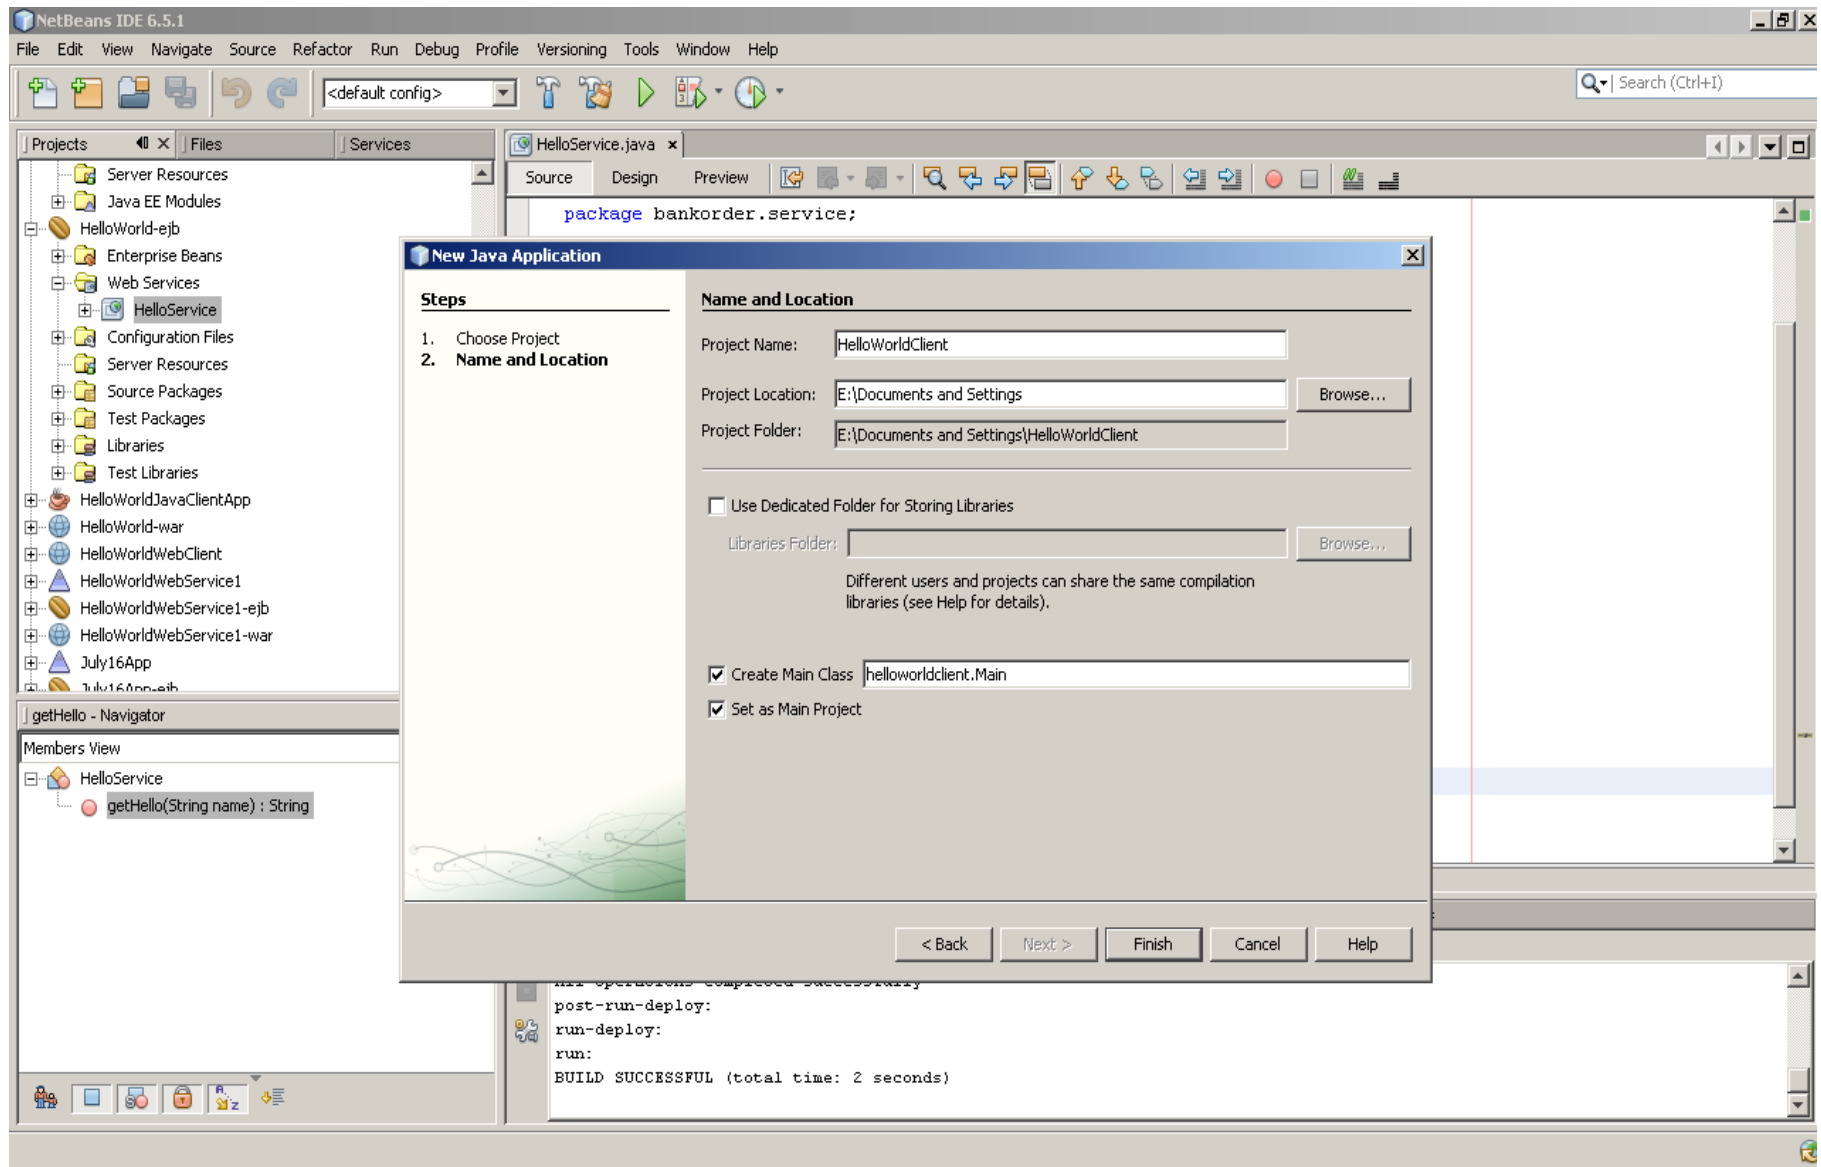 NetBeans IDE 6.5.1
File Edit View Navigate Source Refactor Run Debug Profile Versioning Tools Window Help
<default config>
Search (Ctrl+I)
Projects Files Services
Server Resources
Java EE Modules
HelloWorld-ejb
Enterprise Beans
Web Services
HelloService
Configuration Files
Server Resources
Source Packages
Test Packages
Libraries
Test Libraries
HelloWorldJavaClientApp
HelloWorld-war
HelloWorldWebClient
HelloWorldWebService1
HelloWorldWebService1-ejb
HelloWorldWebService1-war
July16App
July16App-ejb
getHello - Navigator
Members View
HelloService
getHello(String name) : String
HelloService.java
Source Design Preview
package bankorder.service;
New Java Application
Steps
1. Choose Project
2. Name and Location
Name and Location
Project Name: HelloWorldClient
Project Location: E:\Documents and Settings Browse...
Project Folder: E:\Documents and Settings\HelloWorldClient
Use Dedicated Folder for Storing Libraries
Libraries Folder: Browse...
Different users and projects can share the same compilation
libraries (see Help for details).
Create Main Class helloworldclient.Main
Set as Main Project
< Back Next > Finish Cancel Help
All operations completed successfully
post-run-deploy:
run-deploy:
run:
BUILD SUCCESSFUL (total time: 2 seconds)